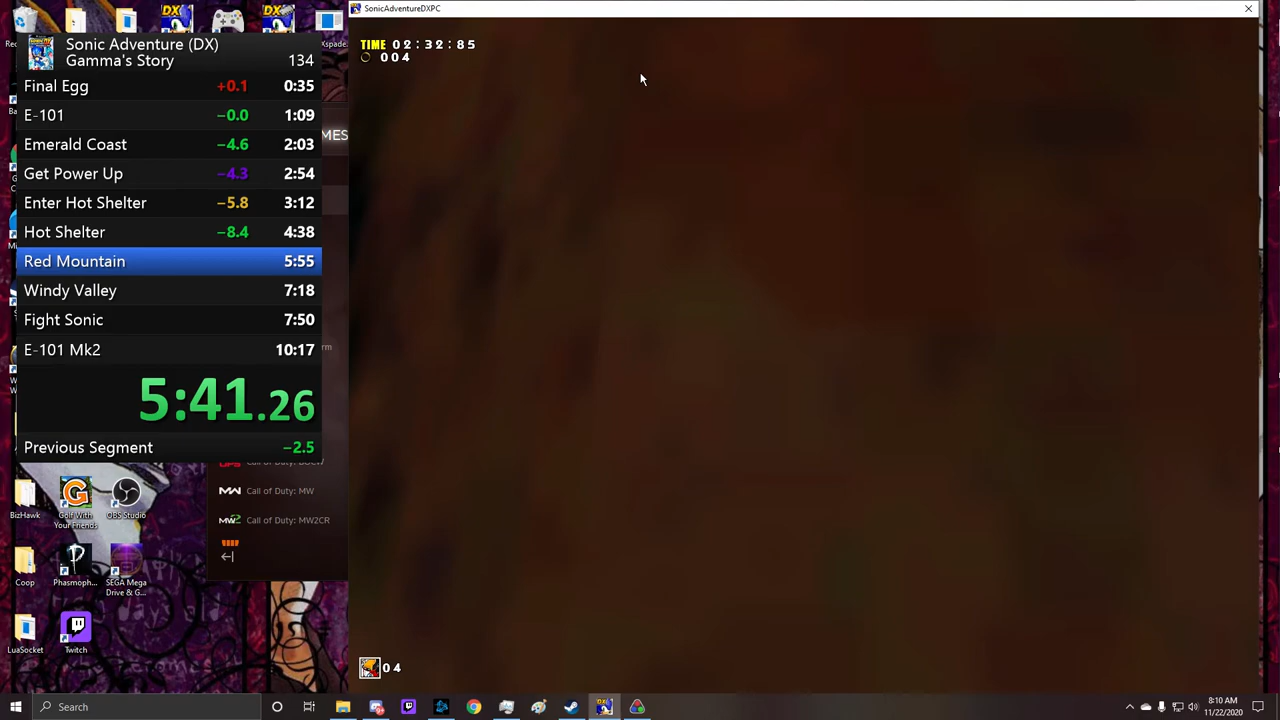 SonicAdventureDXPC
Sonic Adventure (DX)
Gamma's Story 134
Final Egg +0.1 0:35
E-101 −0.0 1:09
Emerald Coast −4.6 2:03
Get Power Up −4.3 2:54
Enter Hot Shelter −5.8 3:12
Hot Shelter −8.4 4:38
Red Mountain 5:55
Windy Valley 7:18
Fight Sonic 7:50
E-101 Mk2 10:17
5:41.26
Previous Segment −2.5
TIME 02:32:85
004
04
Call of Duty: MW
Call of Duty: MW2CR
BizHawk
Golf With
Your Friends
OBS Studio
Coop
Phasmoph...
SEGA Mega
Drive & G...
LuaSocket
Twitch
Search
8:10 AM
11/22/2020